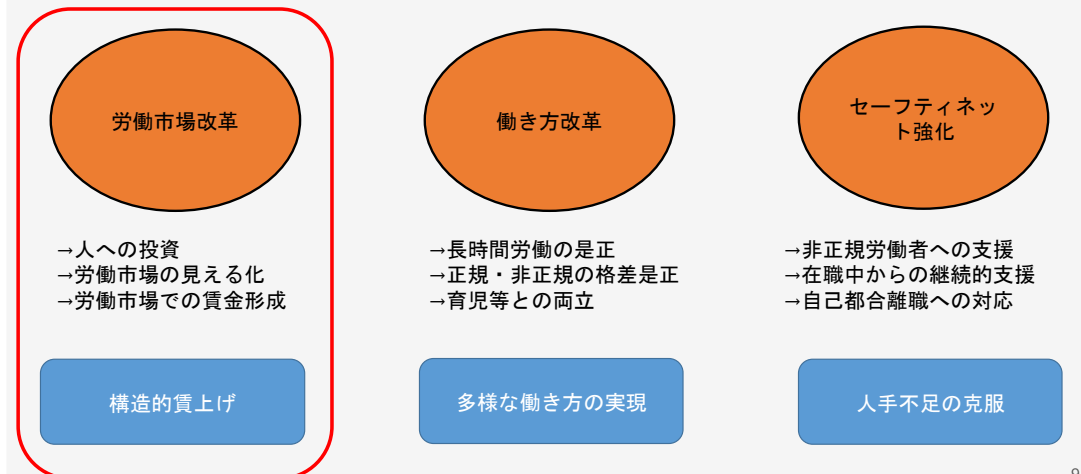 労働市場改革
→人への投資
→労働市場の見える化
→労働市場での賃金形成
構造的賃上げ
働き方改革
→長時間労働の是正
→正規・非正規の格差是正
→育児等との両立
多様な働き方の実現
セーフティネッ
ト強化
→非正規労働者への支援
→在職中からの継続的支援
→自己都合離職への対応
人手不足の克服